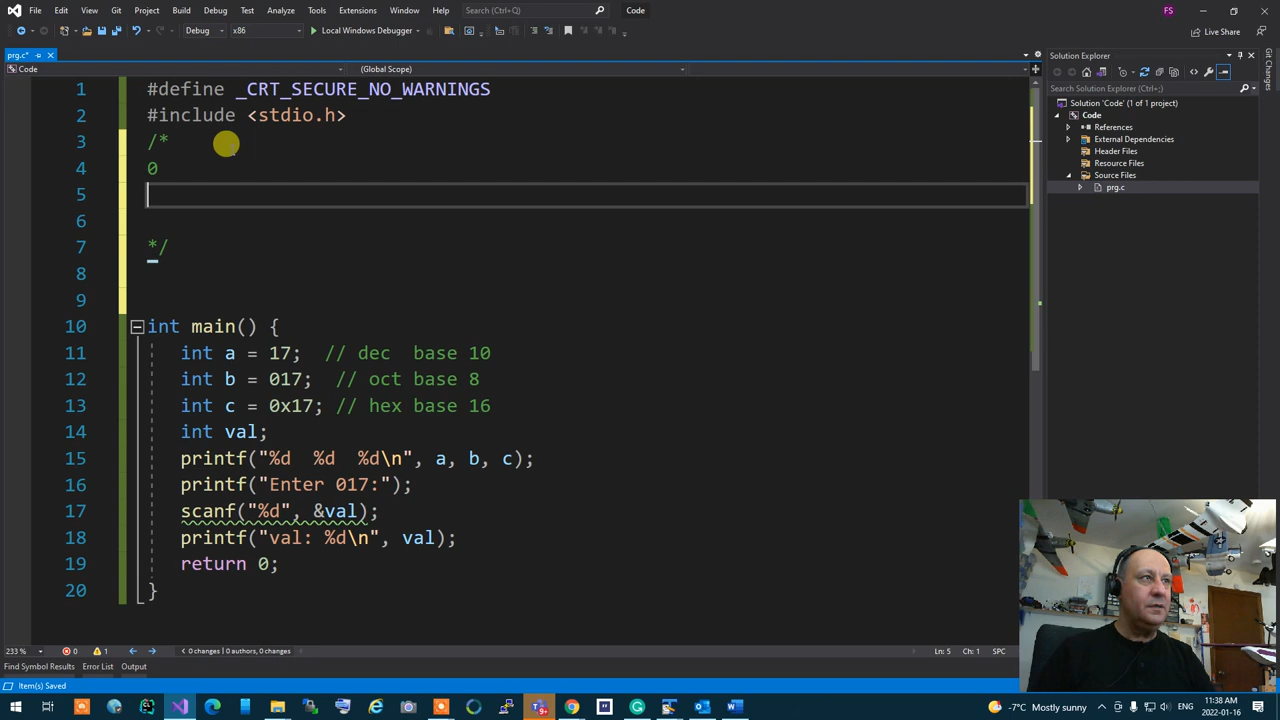 File Edit View Git Project Build Debug Test Analyze Tools Extensions Window Help Search (Ctrl+Q) Code FS
Debug x86 Local Windows Debugger Live Share
prg.c* Solution Explorer
Code (Global Scope)
Search Solution Explorer (Ctrl+;)
Solution 'Code' (1 of 1 project)
Code
References
External Dependencies
Header Files
Resource Files
Source Files
prg.c
Git Changes
1 #define _CRT_SECURE_NO_WARNINGS
2 #include <stdio.h>
3 /*
4 0
5
6
7 */
8
9
10 int main() {
11 int a = 17; // dec base 10
12 int b = 017; // oct base 8
13 int c = 0x17; // hex base 16
14 int val;
15 printf("%d %d %d\n", a, b, c);
16 printf("Enter 017:");
17 scanf("%d", &val);
18 printf("val: %d\n", val);
19 return 0;
20 }
233 % 0 1 0 changes | 0 authors, 0 changes Ln: 5 Ch: 1 SPC
Find Symbol Results Error List Output
Item(s) Saved
-7°C Mostly sunny 11:38 AM
2022-01-16